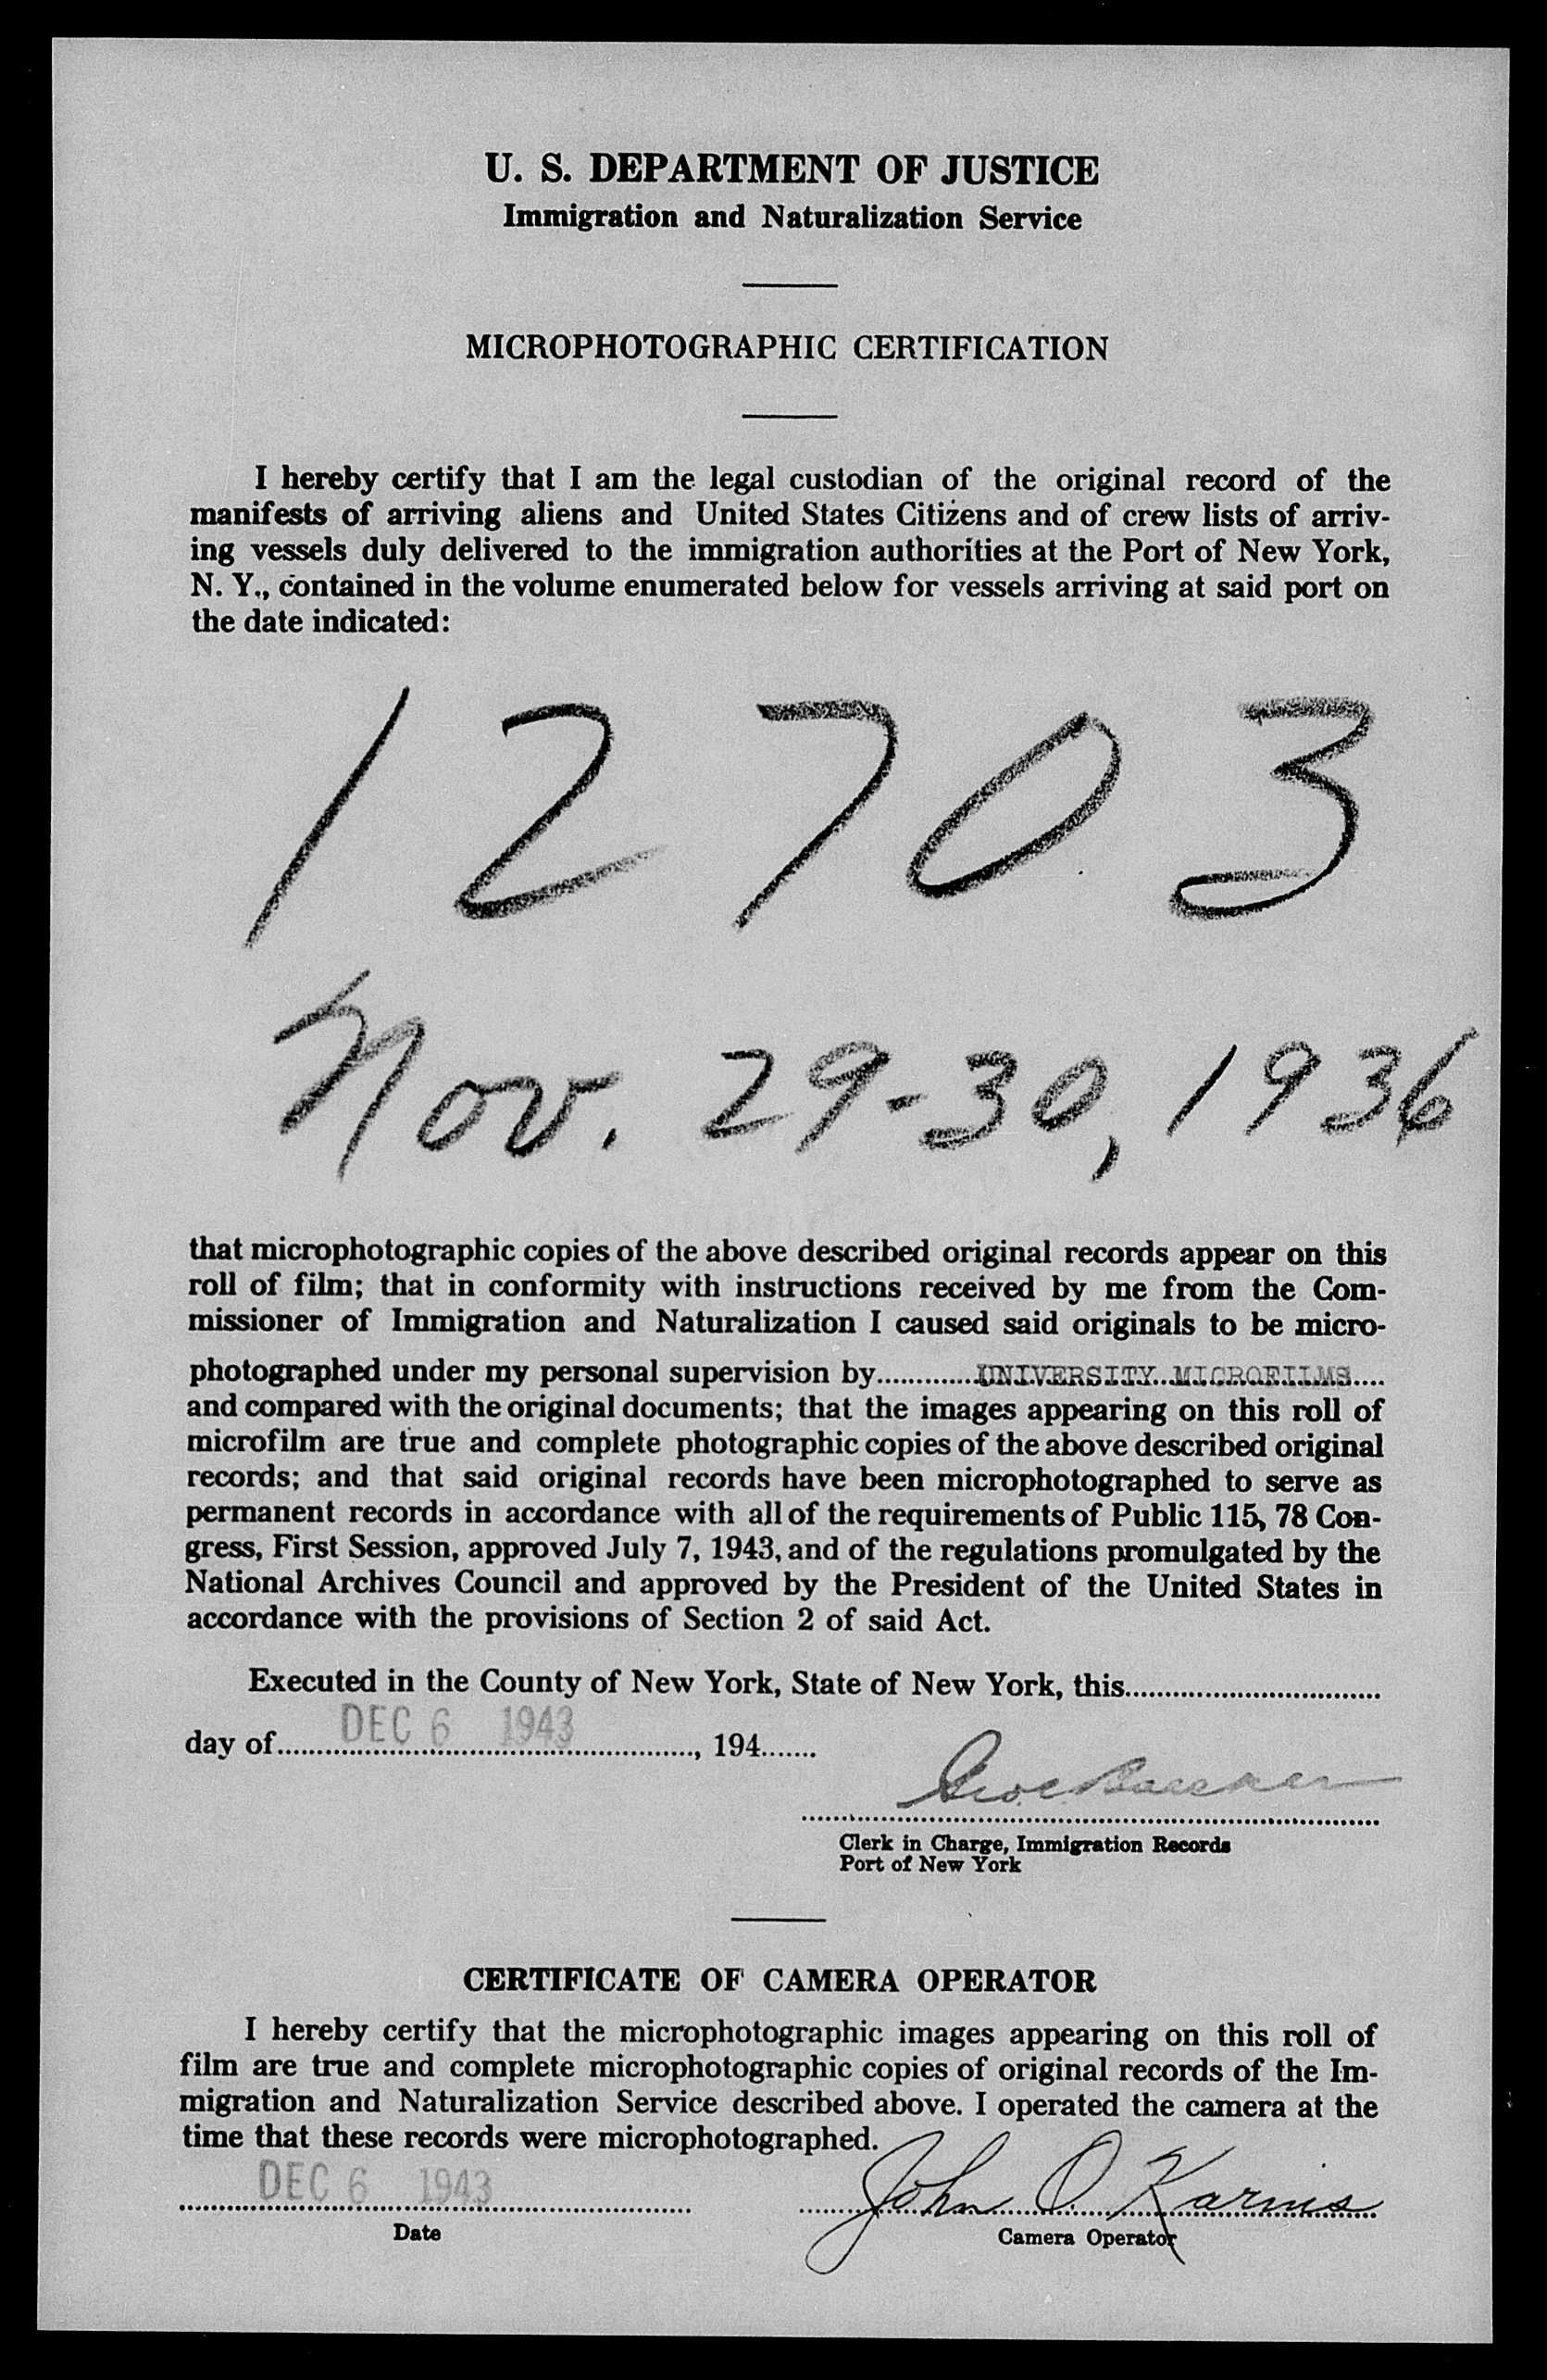 U. S. DEPARTMENT OF JUSTICE
Immigration and Naturalization Service
MICROPHOTOGRAPHIC CERTIFICATION
I hereby certify that I am the legal custodian of the original record of the
manifests of arriving aliens and United States Citizens and of crew lists of arriv-
ing vessels duly delivered to the immigration authorities at the Port of New York,
N. Y., contained in the volume enumerated below for vessels arriving at said port on
the date indicated:
12703
Nov. 29-30, 1936
that microphotographic copies of the above described original records appear on this
roll of film; that in conformity with instructions received by me from the Com-
missioner of Immigration and Naturalization I caused said originals to be micro-
photographed under my personal supervision by.............UNIVERSITY MICROFILMS....
and compared with the original documents; that the images appearing on this roll of
microfilm are true and complete photographic copies of the above described original
records; and that said original records have been microphotographed to serve as
permanent records in accordance with all of the requirements of Public 115, 78 Con-
gress, First Session, approved July 7, 1943, and of the regulations promulgated by the
National Archives Council and approved by the President of the United States in
accordance with the provisions of Section 2 of said Act.
Executed in the County of New York, State of New York, this.................................
day of........DEC 6 1943................, 194.......
Clerk in Charge, Immigration Records
Port of New York
CERTIFICATE OF CAMERA OPERATOR
I hereby certify that the microphotographic images appearing on this roll of
film are true and complete microphotographic copies of original records of the Im-
migration and Naturalization Service described above. I operated the camera at the
time that these records were microphotographed.
DEC 6 1943 John O. Karnis
Date Camera Operator